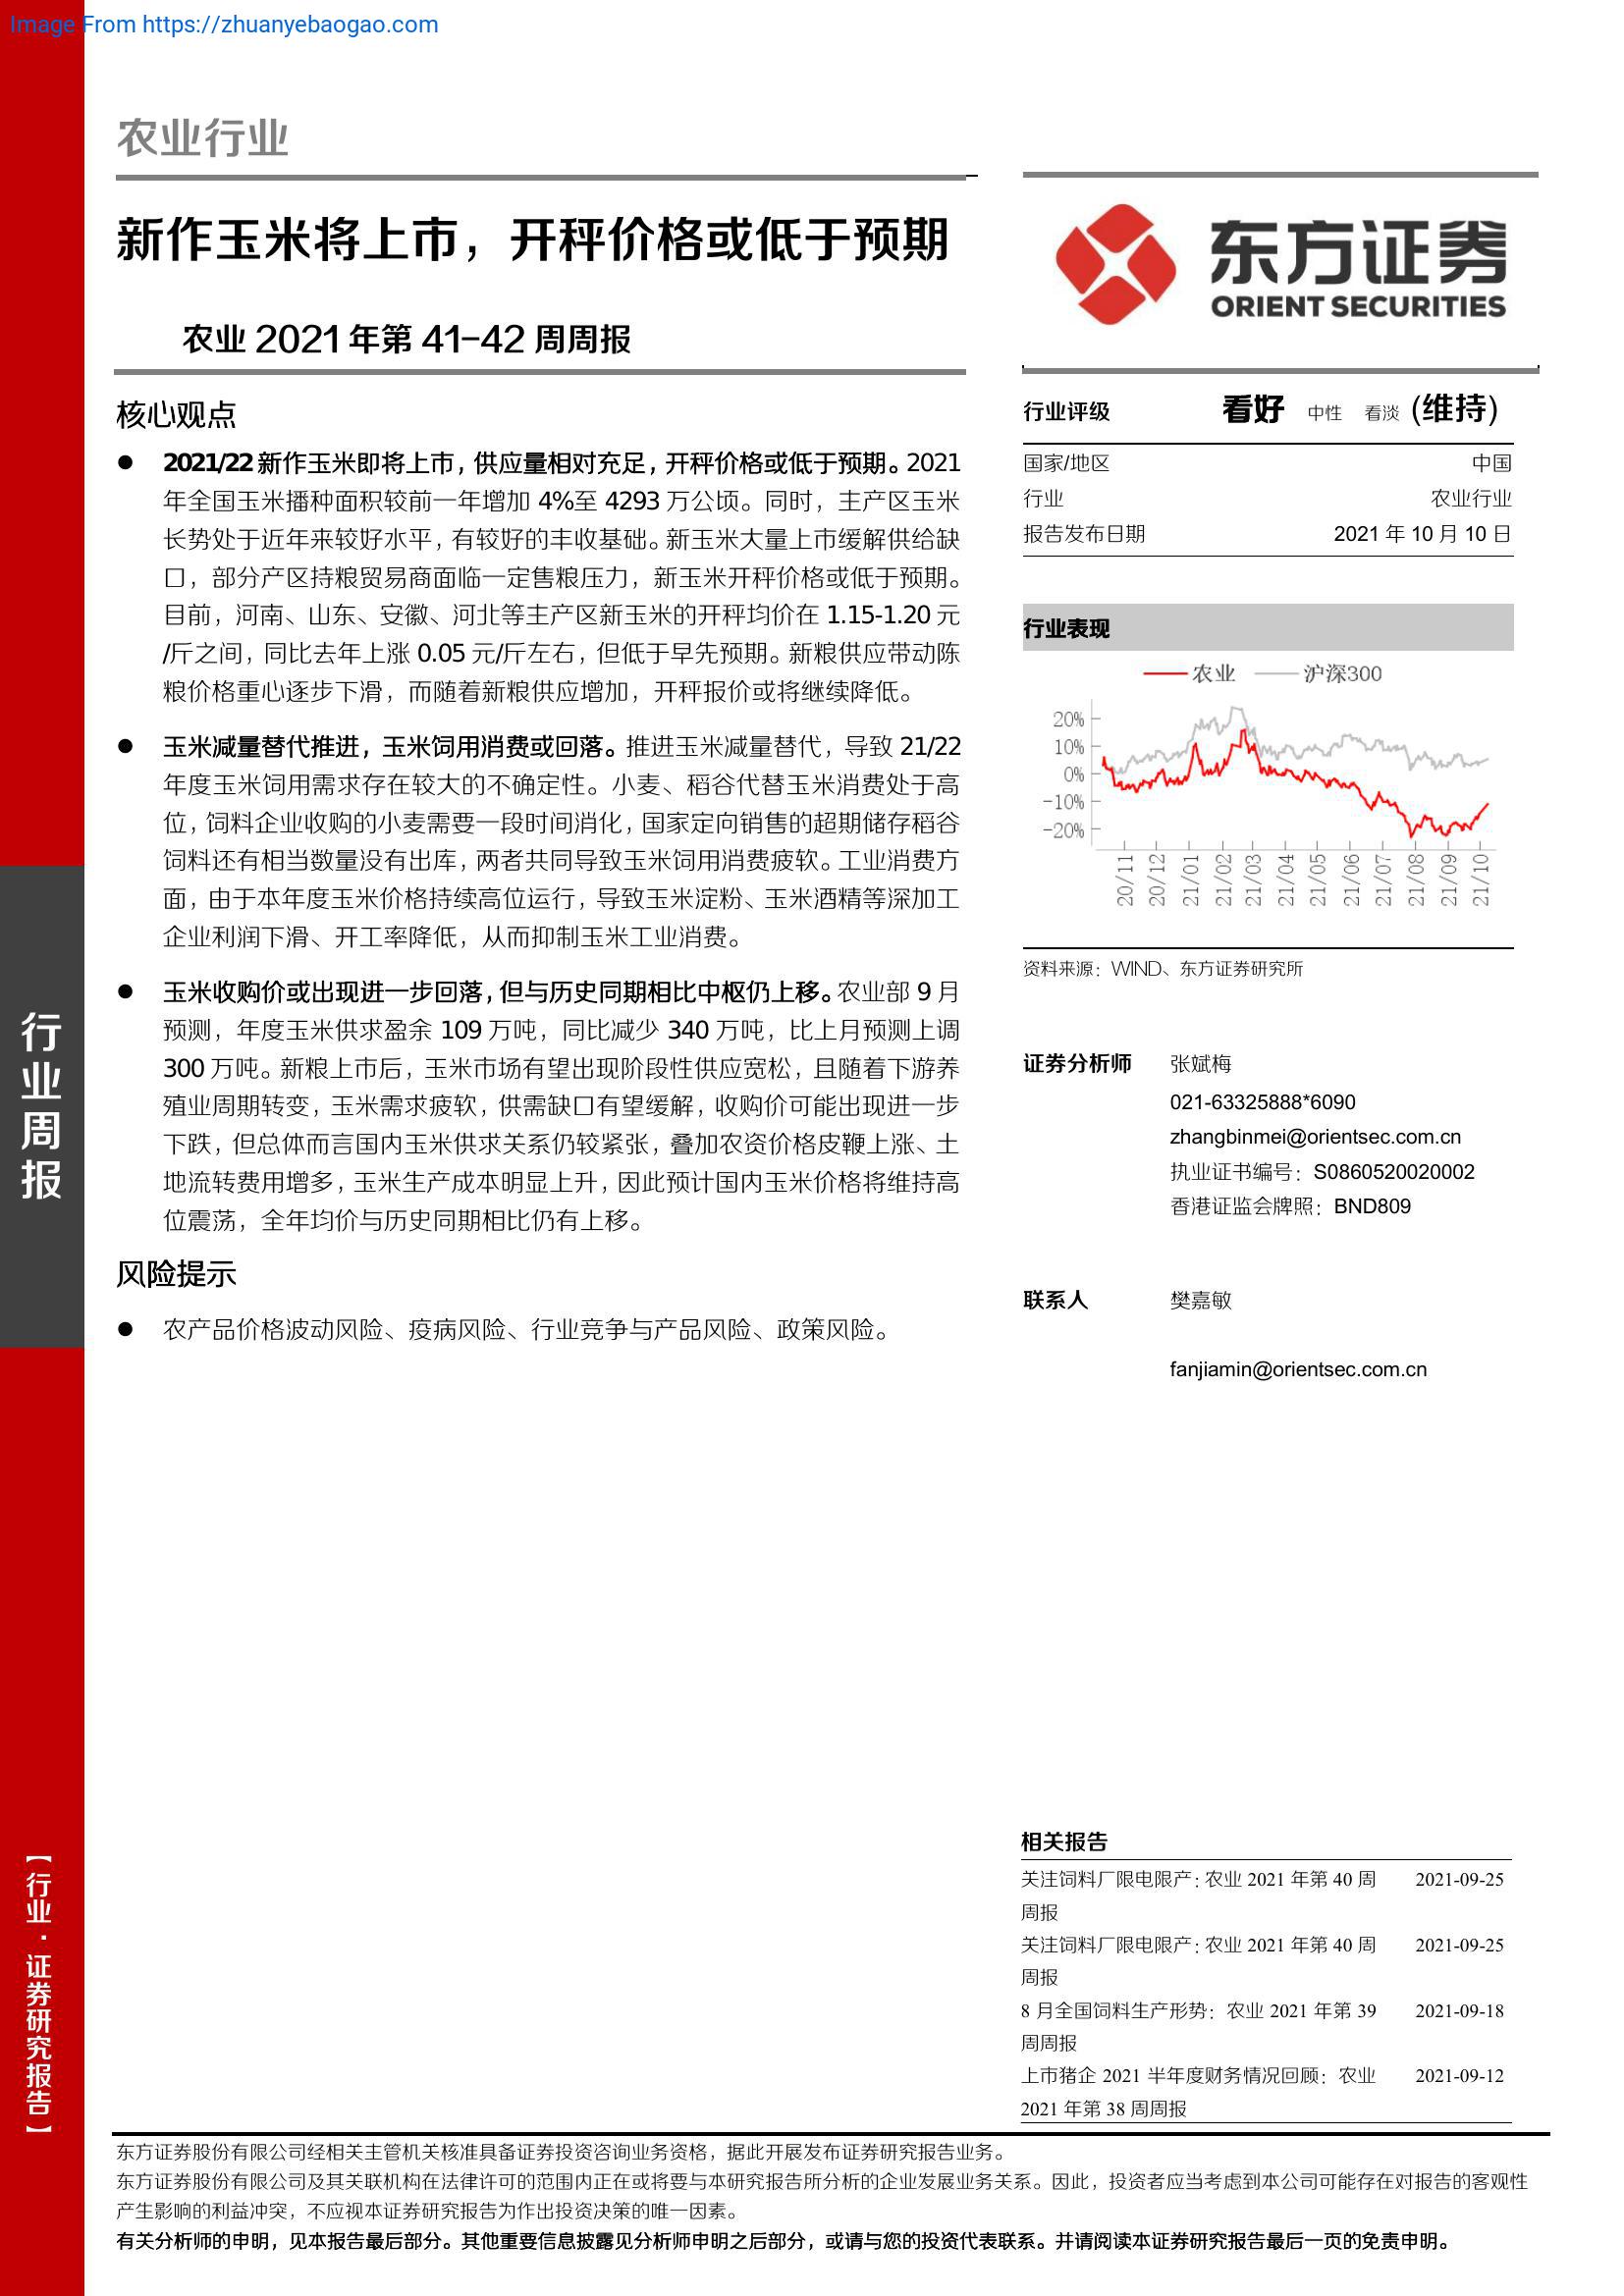 Image From https://zhuanyebaogao.com
农业行业
新作玉米将上市，开秤价格或低于预期
农业 2021 年第 41-42 周周报
核心观点
● 2021/22 新作玉米即将上市，供应量相对充足，开秤价格或低于预期。2021
年全国玉米播种面积较前一年增加 4%至 4293 万公顷。同时，主产区玉米
长势处于近年来较好水平，有较好的丰收基础。新玉米大量上市缓解供给缺
口，部分产区持粮贸易商面临一定售粮压力，新玉米开秤价格或低于预期。
目前，河南、山东、安徽、河北等主产区新玉米的开秤均价在 1.15-1.20 元
/斤之间，同比去年上涨 0.05 元/斤左右，但低于早先预期。新粮供应带动陈
粮价格重心逐步下滑，而随着新粮供应增加，开秤报价或将继续降低。
● 玉米减量替代推进，玉米饲用消费或回落。推进玉米减量替代，导致 21/22
年度玉米饲用需求存在较大的不确定性。小麦、稻谷代替玉米消费处于高
位，饲料企业收购的小麦需要一段时间消化，国家定向销售的超期储存稻谷
饲料还有相当数量没有出库，两者共同导致玉米饲用消费疲软。工业消费方
面，由于本年度玉米价格持续高位运行，导致玉米淀粉、玉米酒精等深加工
企业利润下滑、开工率降低，从而抑制玉米工业消费。
● 玉米收购价或出现进一步回落，但与历史同期相比中枢仍上移。农业部 9 月
预测，年度玉米供求盈余 109 万吨，同比减少 340 万吨，比上月预测上调
300 万吨。新粮上市后，玉米市场有望出现阶段性供应宽松，且随着下游养
殖业周期转变，玉米需求疲软，供需缺口有望缓解，收购价可能出现进一步
下跌，但总体而言国内玉米供求关系仍较紧张，叠加农资价格皮鞭上涨、土
地流转费用增多，玉米生产成本明显上升，因此预计国内玉米价格将维持高
位震荡，全年均价与历史同期相比仍有上移。
风险提示
● 农产品价格波动风险、疫病风险、行业竞争与产品风险、政策风险。
东方证券
ORIENT SECURITIES
行业评级 看好 中性 看淡 (维持)
国家/地区 中国
行业 农业行业
报告发布日期 2021 年 10 月 10 日
行业表现
农业 沪深300
20%
10%
0%
-10%
-20%
20/11 20/12 21/01 21/02 21/03 21/04 21/05 21/06 21/07 21/08 21/09 21/10
资料来源：WIND、东方证券研究所
证券分析师 张斌梅
021-63325888*6090
zhangbinmei@orientsec.com.cn
执业证书编号：S0860520020002
香港证监会牌照：BND809
联系人 樊嘉敏
fanjiamin@orientsec.com.cn
相关报告
关注饲料厂限电限产：农业 2021 年第 40 周 2021-09-25
周报
关注饲料厂限电限产：农业 2021 年第 40 周 2021-09-25
周报
8 月全国饲料生产形势：农业 2021 年第 39 2021-09-18
周周报
上市猪企 2021 半年度财务情况回顾：农业 2021-09-12
2021 年第 38 周周报
行业周报
【行业·证券研究报告】
东方证券股份有限公司经相关主管机关核准具备证券投资咨询业务资格，据此开展发布证券研究报告业务。
东方证券股份有限公司及其关联机构在法律许可的范围内正在或将要与本研究报告所分析的企业发展业务关系。因此，投资者应当考虑到本公司可能存在对报告的客观性
产生影响的利益冲突，不应视本证券研究报告为作出投资决策的唯一因素。
有关分析师的申明，见本报告最后部分。其他重要信息披露见分析师申明之后部分，或请与您的投资代表联系。并请阅读本证券研究报告最后一页的免责申明。